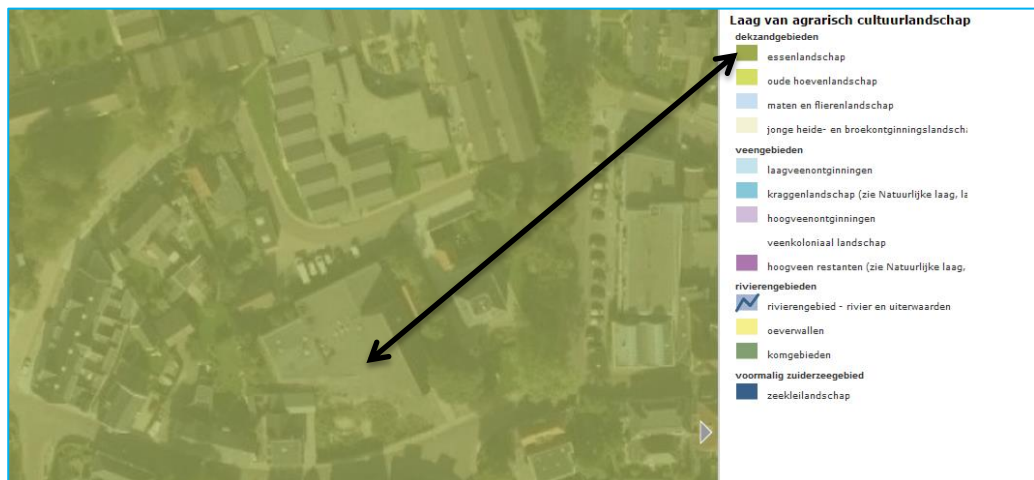 Laag van agrarisch cultuurlandschap
dekzandgebieden
essenlandschap
oude hoevenlandschap
maten en flierenlandschap
jonge heide- en broekontginningslandscha
veengebieden
laagveenontginningen
kraggenlandschap (zie Natuurlijke laag, la
hoogveenontginningen
veenkoloniaal landschap
hoogveen restanten (zie Natuurlijke laag,
rivierengebieden
rivierengebied - rivier en uiterwaarden
oeverwallen
komgebieden
voormalig zuiderzeegebied
zeekleilandschap